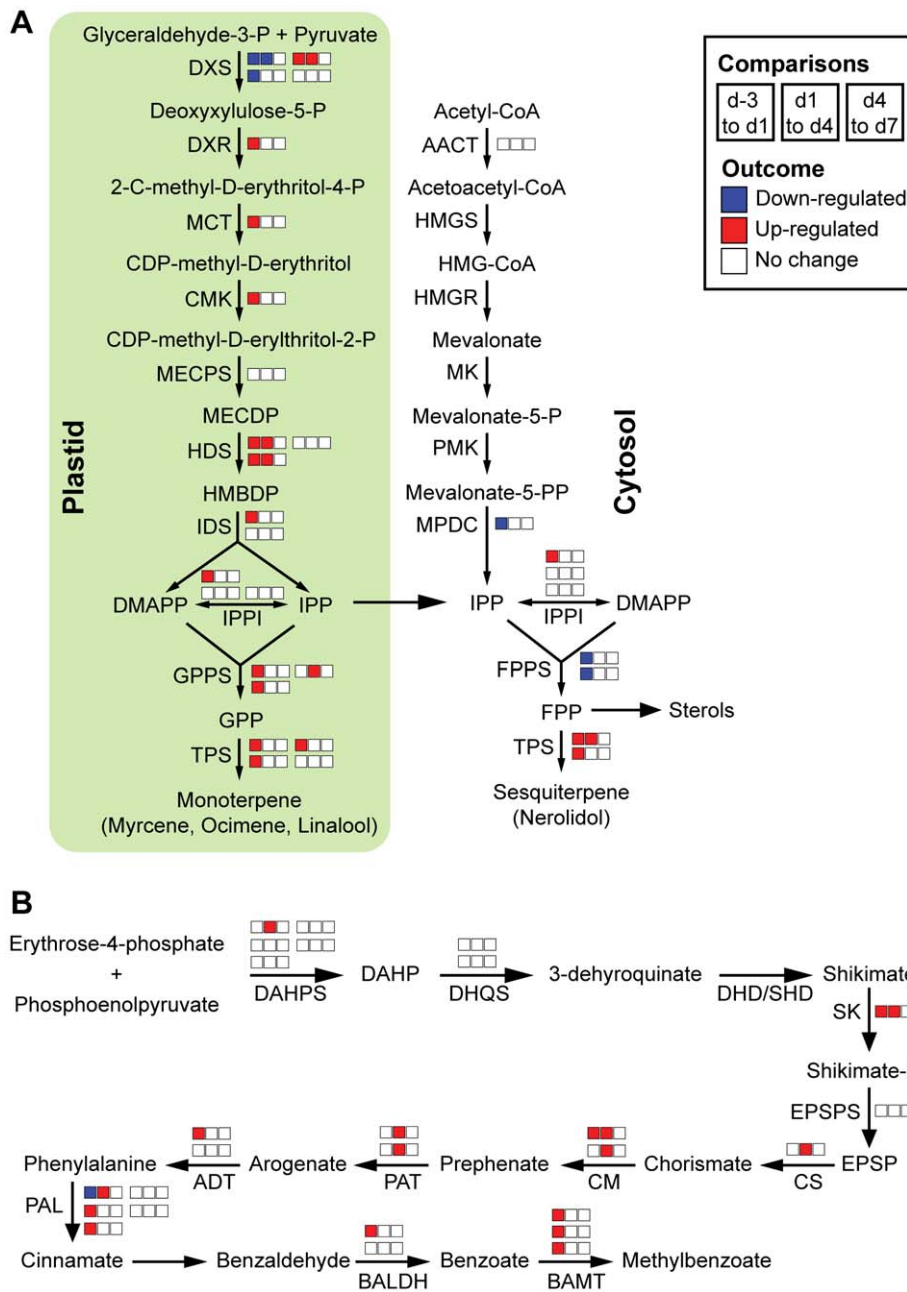 A
Glyceraldehyde-3-P + Pyruvate
DXS
Deoxyxylulose-5-P
DXR
2-C-methyl-D-erythritol-4-P
MCT
CDP-methyl-D-erythritol
CMK
CDP-methyl-D-erylthritol-2-P
MECPS
MECDP
HDS
HMBDP
IDS
DMAPP
IPPI
IPP
GPPS
GPP
TPS
Monoterpene
(Myrcene, Ocimene, Linalool)
Plastid
Acetyl-CoA
AACT
Acetoacetyl-CoA
HMGS
HMG-CoA
HMGR
Mevalonate
MK
Mevalonate-5-P
PMK
Mevalonate-5-PP
MPDC
IPP
IPPI
DMAPP
FPPS
FPP
Sterols
TPS
Sesquiterpene
(Nerolidol)
Cytosol
Comparisons
d-3
to d1
d1
to d4
d4
to d7
Outcome
Down-regulated
Up-regulated
No change
B
Erythrose-4-phosphate
+
Phosphoenolpyruvate
DAHPS
DAHP
DHQS
3-dehyroquinate
DHD/SHD
Shikimate
SK
Shikimate-
EPSPS
EPSP
CS
Chorismate
CM
Prephenate
PAT
Arogenate
ADT
Phenylalanine
PAL
Cinnamate
Benzaldehyde
BALDH
Benzoate
BAMT
Methylbenzoate